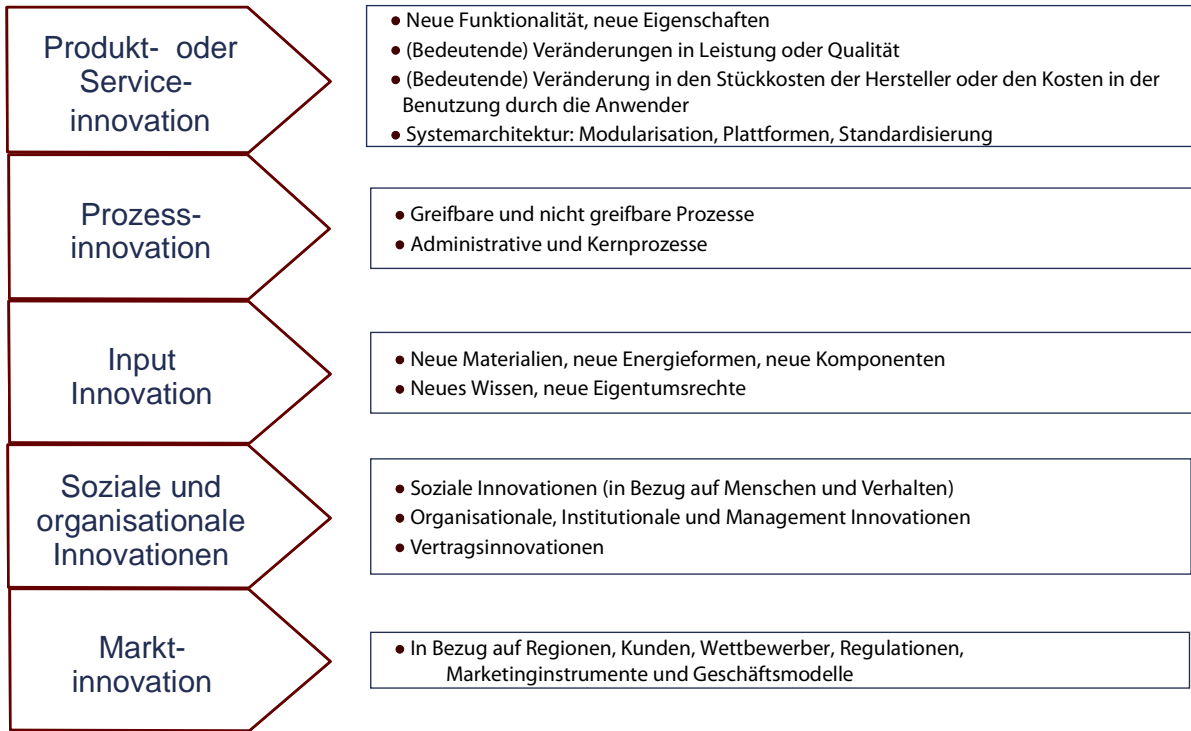 Produkt- oder
Service-
innovation
• Neue Funktionalität, neue Eigenschaften
• (Bedeutende) Veränderungen in Leistung oder Qualität
• (Bedeutende) Veränderung in den Stückkosten der Hersteller oder den Kosten in der
Benutzung durch die Anwender
• Systemarchitektur: Modularisation, Plattformen, Standardisierung
Prozess-
innovation
• Greifbare und nicht greifbare Prozesse
• Administrative und Kernprozesse
Input
Innovation
• Neue Materialien, neue Energieformen, neue Komponenten
• Neues Wissen, neue Eigentumsrechte
Soziale und
organisationale
Innovationen
• Soziale Innovationen (in Bezug auf Menschen und Verhalten)
• Organisationale, Institutionale und Management Innovationen
• Vertragsinnovationen
Markt-
innovation
• In Bezug auf Regionen, Kunden, Wettbewerber, Regulationen,
Marketinginstrumente und Geschäftsmodelle